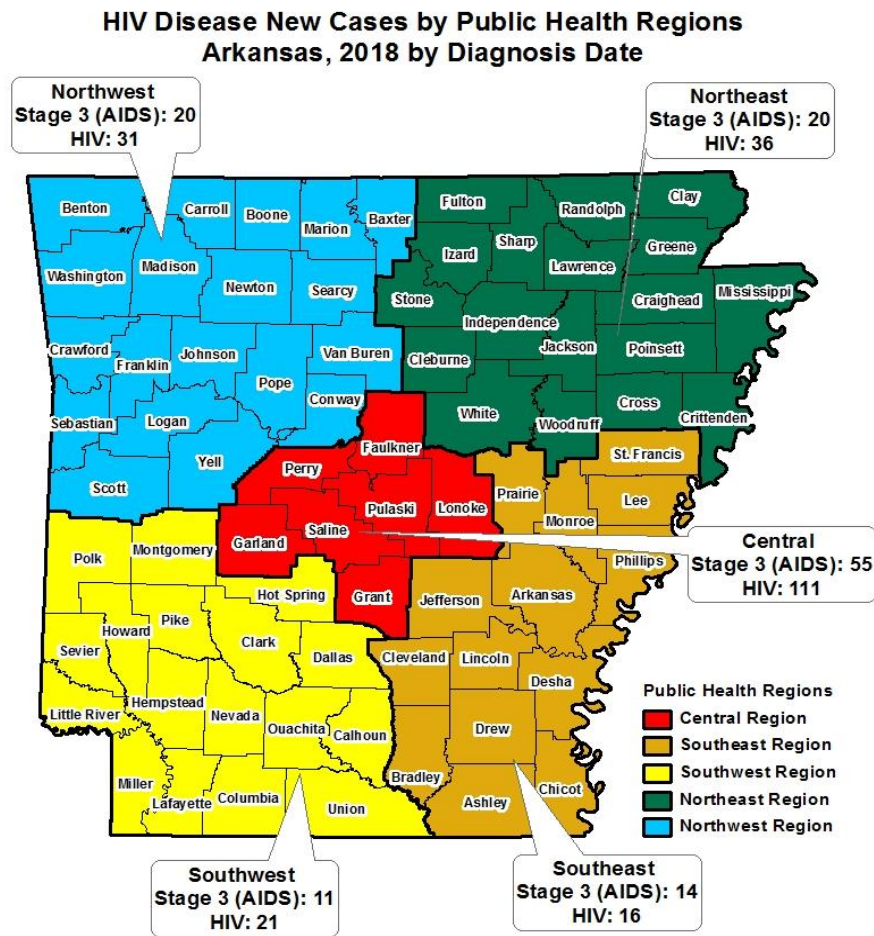 HIV Disease New Cases by Public Health Regions
Arkansas, 2018 by Diagnosis Date
Northwest
Stage 3 (AIDS): 20
HIV: 31
Northeast
Stage 3 (AIDS): 20
HIV: 36
Benton
Carroll
Boone
Marion
Baxter
Fulton
Randolph
Clay
Washington
Madison
Newton
Searcy
Izard
Sharp
Lawrence
Greene
Stone
Independence
Jackson
Craighead
Mississippi
Crawford
Franklin
Johnson
Pope
Van Buren
Cleburne
Poinsett
Sebastian
Logan
Conway
White
Woodruff
Cross
Crittenden
Scott
Yell
Perry
Faulkner
Pulaski
Lonoke
Prairie
Monroe
St. Francis
Lee
Polk
Montgomery
Garland
Saline
Phillips
Central
Stage 3 (AIDS): 55
HIV: 111
Hot Spring
Grant
Jefferson
Arkansas
Sevier
Howard
Pike
Clark
Dallas
Cleveland
Lincoln
Desha
Little River
Hempstead
Nevada
Ouachita
Calhoun
Drew
Miller
Lafayette
Columbia
Union
Bradley
Ashley
Chicot
Public Health Regions
Central Region
Southeast Region
Southwest Region
Northeast Region
Northwest Region
Southwest
Stage 3 (AIDS): 11
HIV: 21
Southeast
Stage 3 (AIDS): 14
HIV: 16